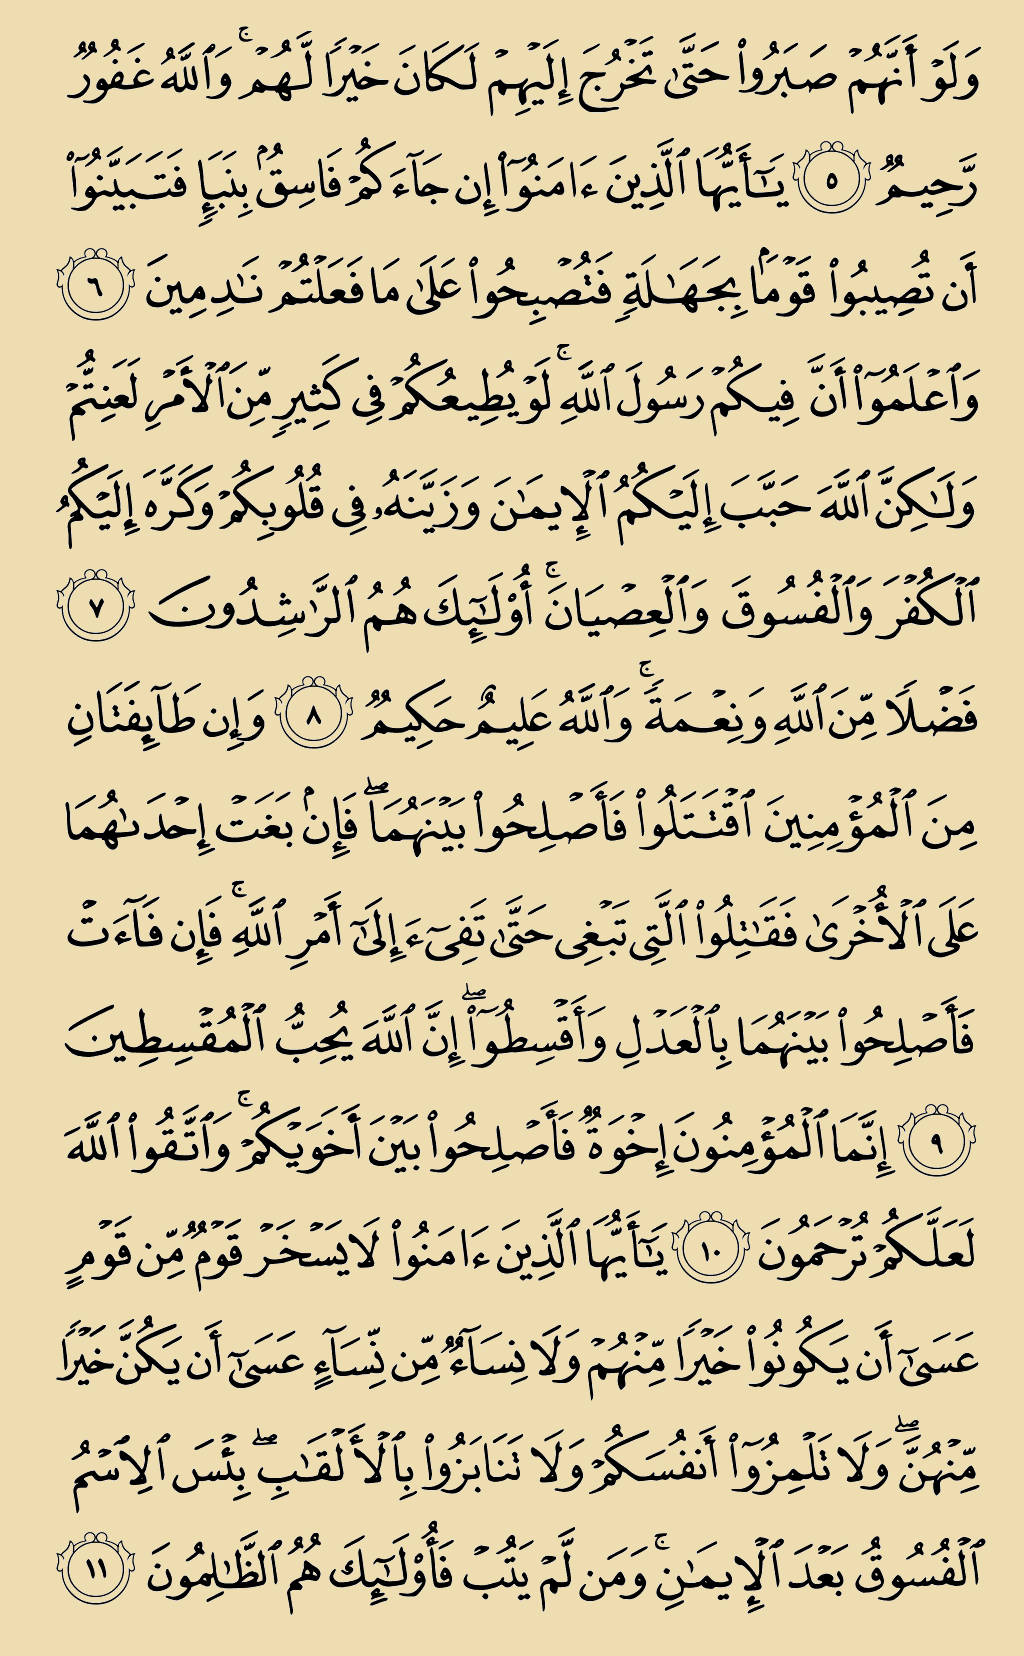 وَلَوْ أَنَّهُمْ صَبَرُوا۟ حَتَّىٰ تَخْرُجَ إِلَيْهِمْ لَكَانَ خَيْرًا لَّهُمْ ۚ وَٱللَّهُ غَفُورٌ
رَّحِيمٌ ٥ يَـٰٓأَيُّهَا ٱلَّذِينَ ءَامَنُوٓا۟ إِن جَآءَكُمْ فَاسِقٌۢ بِنَبَإٍ فَتَبَيَّنُوٓا۟
أَن تُصِيبُوا۟ قَوْمًۢا بِجَهَـٰلَةٍ فَتُصْبِحُوا۟ عَلَىٰ مَا فَعَلْتُمْ نَـٰدِمِينَ ٦
وَٱعْلَمُوٓا۟ أَنَّ فِيكُمْ رَسُولَ ٱللَّهِ ۚ لَوْ يُطِيعُكُمْ فِى كَثِيرٍ مِّنَ ٱلْأَمْرِ لَعَنِتُّمْ
وَلَـٰكِنَّ ٱللَّهَ حَبَّبَ إِلَيْكُمُ ٱلْإِيمَـٰنَ وَزَيَّنَهُۥ فِى قُلُوبِكُمْ وَكَرَّهَ إِلَيْكُمُ
ٱلْكُفْرَ وَٱلْفُسُوقَ وَٱلْعِصْيَانَ ۚ أُو۟لَـٰٓئِكَ هُمُ ٱلرَّٰشِدُونَ ٧
فَضْلًا مِّنَ ٱللَّهِ وَنِعْمَةً ۚ وَٱللَّهُ عَلِيمٌ حَكِيمٌ ٨ وَإِن طَآئِفَتَانِ
مِنَ ٱلْمُؤْمِنِينَ ٱقْتَتَلُوا۟ فَأَصْلِحُوا۟ بَيْنَهُمَا ۖ فَإِنۢ بَغَتْ إِحْدَىٰهُمَا
عَلَى ٱلْأُخْرَىٰ فَقَـٰتِلُوا۟ ٱلَّتِى تَبْغِى حَتَّىٰ تَفِىٓءَ إِلَىٰٓ أَمْرِ ٱللَّهِ ۚ فَإِن فَآءَتْ
فَأَصْلِحُوا۟ بَيْنَهُمَا بِٱلْعَدْلِ وَأَقْسِطُوٓا۟ ۖ إِنَّ ٱللَّهَ يُحِبُّ ٱلْمُقْسِطِينَ
٩ إِنَّمَا ٱلْمُؤْمِنُونَ إِخْوَةٌ فَأَصْلِحُوا۟ بَيْنَ أَخَوَيْكُمْ ۚ وَٱتَّقُوا۟ ٱللَّهَ
لَعَلَّكُمْ تُرْحَمُونَ ١٠ يَـٰٓأَيُّهَا ٱلَّذِينَ ءَامَنُوا۟ لَا يَسْخَرْ قَوْمٌ مِّن قَوْمٍ
عَسَىٰٓ أَن يَكُونُوا۟ خَيْرًا مِّنْهُمْ وَلَا نِسَآءٌ مِّن نِّسَآءٍ عَسَىٰٓ أَن يَكُنَّ خَيْرًا
مِّنْهُنَّ ۖ وَلَا تَلْمِزُوٓا۟ أَنفُسَكُمْ وَلَا تَنَابَزُوا۟ بِٱلْأَلْقَـٰبِ ۖ بِئْسَ ٱلِٱسْمُ
ٱلْفُسُوقُ بَعْدَ ٱلْإِيمَـٰنِ ۚ وَمَن لَّمْ يَتُبْ فَأُو۟لَـٰٓئِكَ هُمُ ٱلظَّـٰلِمُونَ ١١